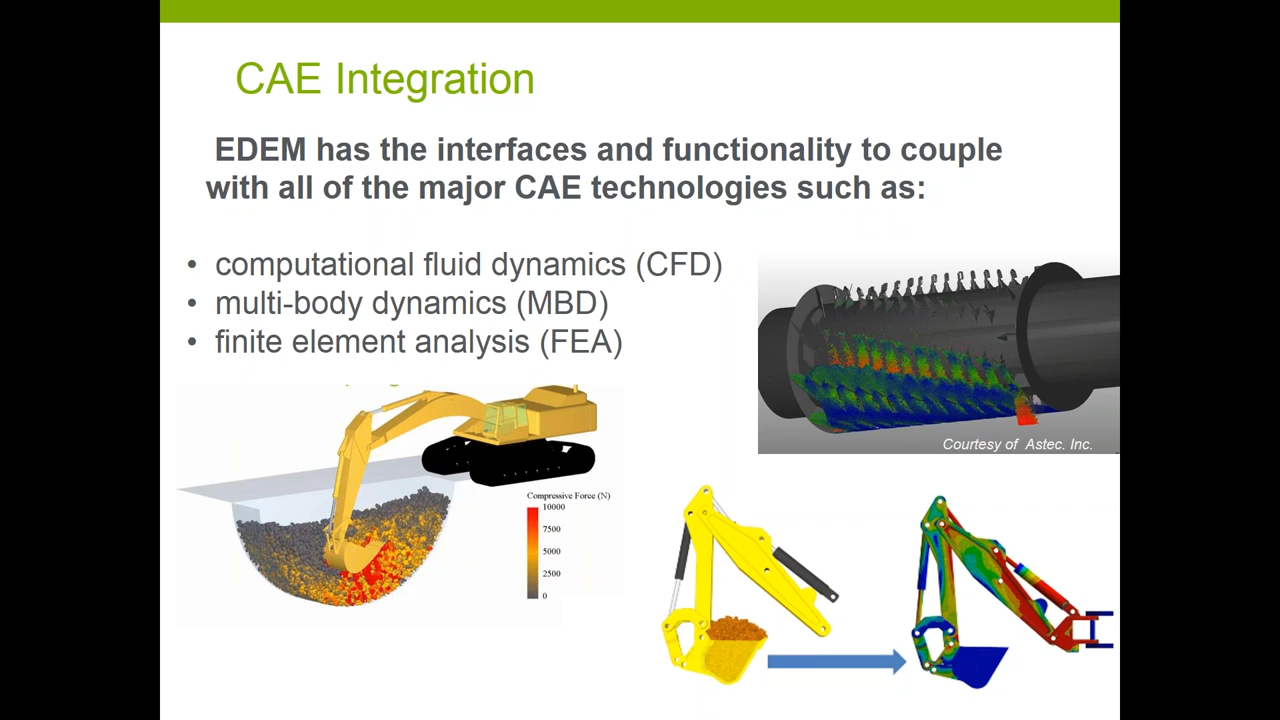 CAE Integration
EDEM has the interfaces and functionality to couple
with all of the major CAE technologies such as:
• computational fluid dynamics (CFD)
• multi-body dynamics (MBD)
• finite element analysis (FEA)
Courtesy of Astec. Inc.
Compressive Force (N)
10000
7500
5000
2500
0